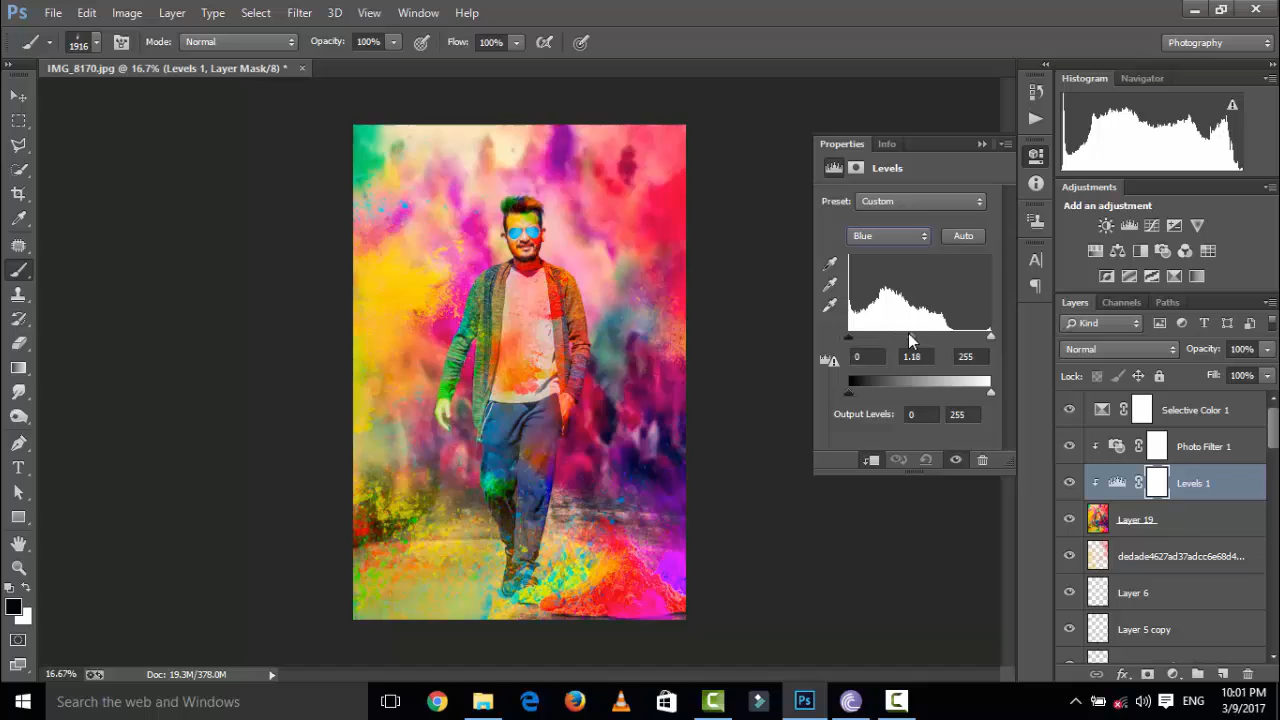 Ps File Edit Image Layer Type Select Filter 3D View Window Help
1916 Mode: Normal Opacity: 100% Flow: 100% Photography
IMG_8170.jpg @ 16.7% (Levels 1, Layer Mask/8) *
Histogram Navigator
Properties Info
Levels
Preset: Custom
Blue Auto
0 1.18 255
Output Levels: 0 255
Adjustments
Add an adjustment
Layers Channels Paths
Kind
Normal Opacity: 100%
Lock: Fill: 100%
Selective Color 1
Photo Filter 1
Levels 1
Layer 19
dedade4627ad37adcc6e68d4...
Layer 6
Layer 5 copy
16.67% Doc: 19.3M/378.0M
Search the web and Windows
ENG
10:01 PM
3/9/2017